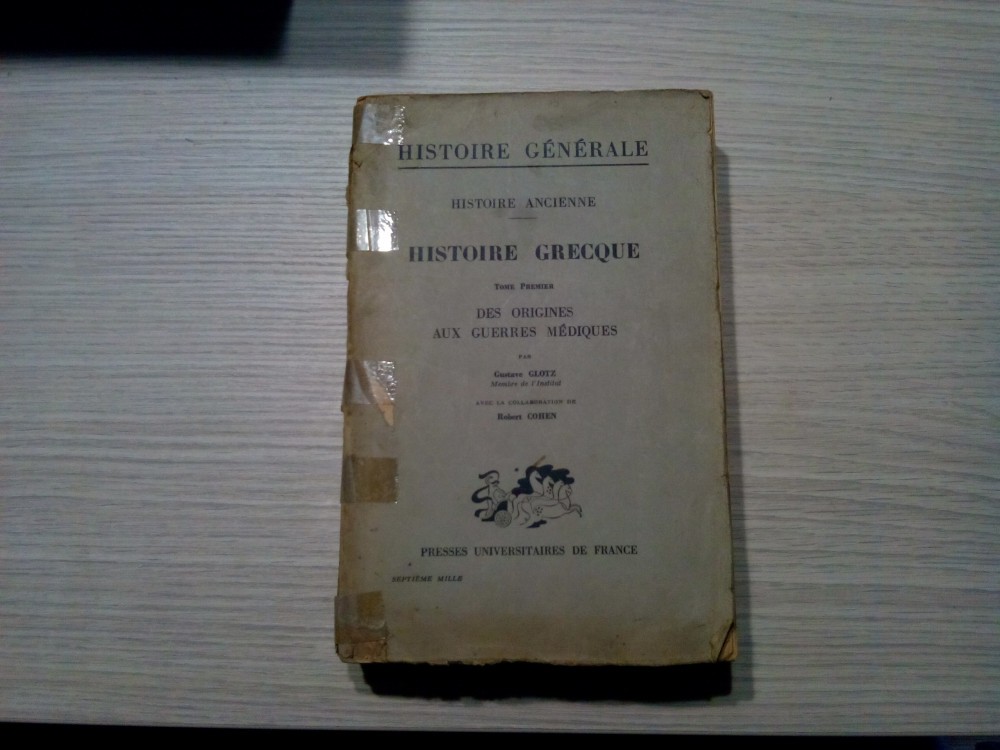 HISTOIRE GÉNÉRALE
HISTOIRE ANCIENNE
HISTOIRE GRECQUE
TOME PREMIER
DES ORIGINES
AUX GUERRES MÉDIQUES
PAR
Gustave GLOTZ
Membre de l'Institut
AVEC LA COLLABORATION DE
Robert COHEN
PRESSES UNIVERSITAIRES DE FRANCE
SEPTIÈME MILLE